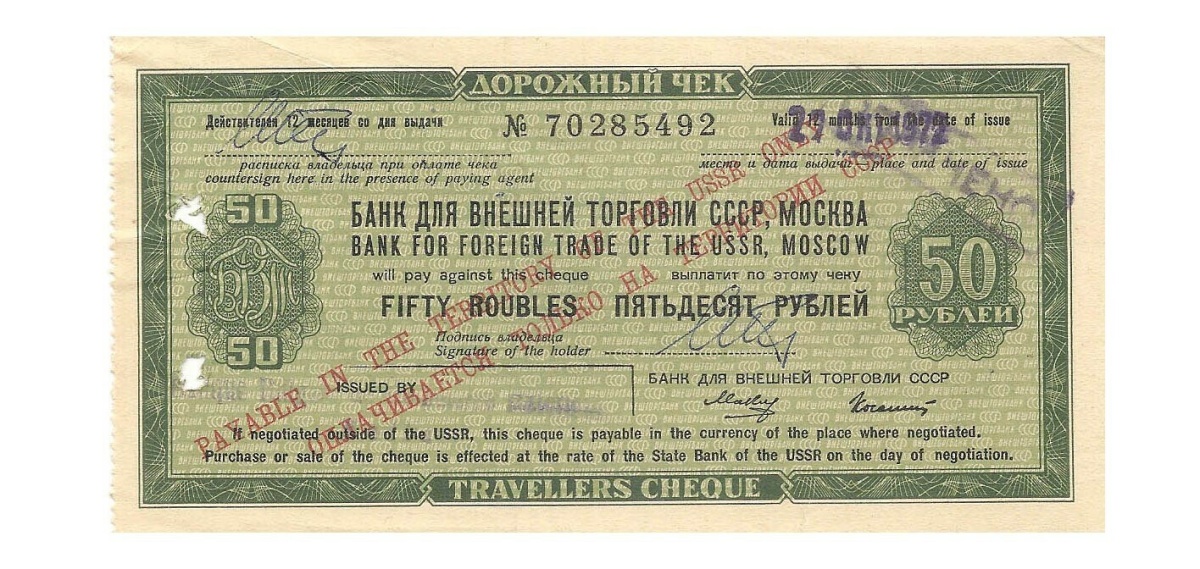 ДОРОЖНЫЙ ЧЕК
Действителен 12 месяцев со дня выдачи
№ 70285492
Valid 12 months from the date of issue
расписка владельца при оплате чека
countersign here in the presence of paying agent
место и дата выдачи place and date of issue
50
БАНК ДЛЯ ВНЕШНЕЙ ТОРГОВЛИ СССР, МОСКВА
BANK FOR FOREIGN TRADE OF THE USSR, MOSCOW
will pay against this cheque выплатит по этому чеку
FIFTY ROUBLES ПЯТЬДЕСЯТ РУБЛЕЙ
50
РУБЛЕЙ
БВТ
50
Подпись владельца
Signature of the holder
PAYABLE IN THE TERRITORY OF THE USSR ONLY
ОПЛАЧИВАЕТСЯ ТОЛЬКО НА ТЕРРИТОРИИ СССР
ISSUED BY
БАНК ДЛЯ ВНЕШНЕЙ ТОРГОВЛИ СССР
If negotiated outside of the USSR, this cheque is payable in the currency of the place where negotiated.
Purchase or sale of the cheque is effected at the rate of the State Bank of the USSR on the day of negotiation.
TRAVELLERS CHEQUE